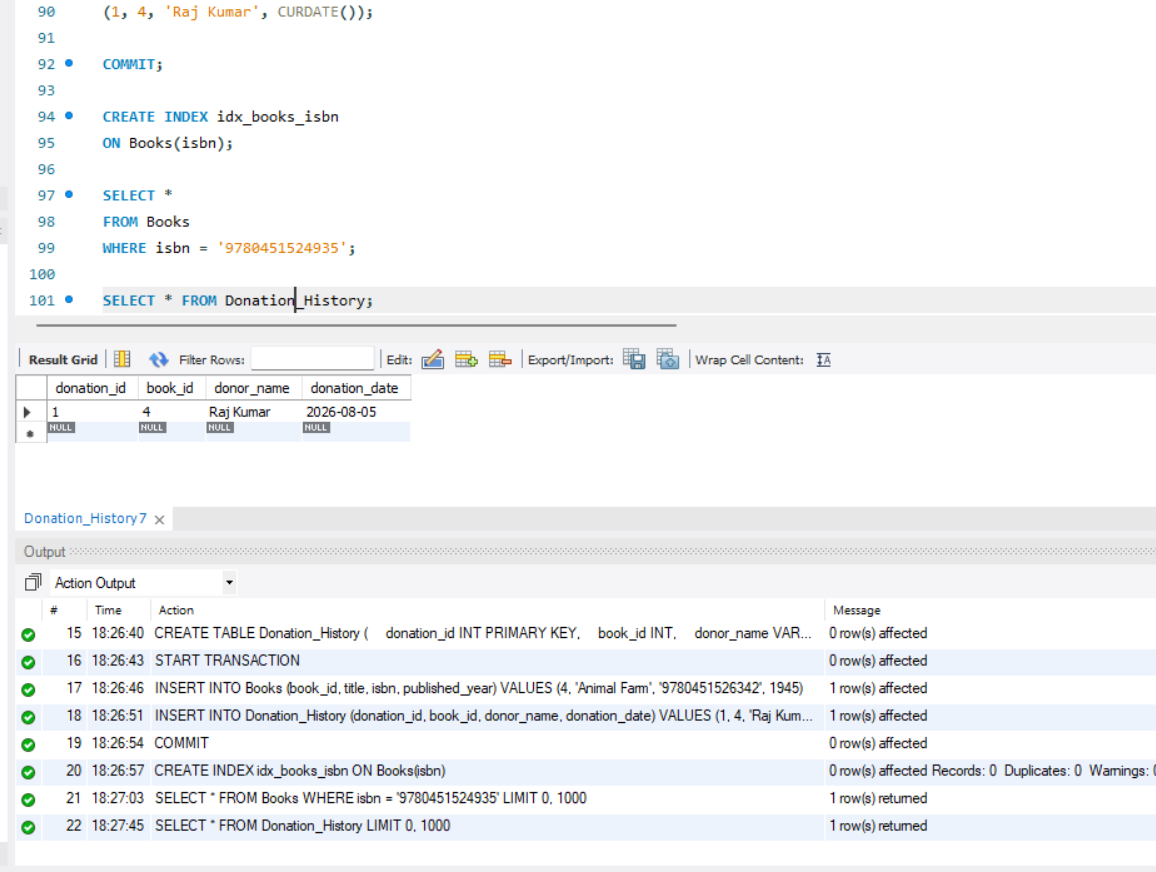 90 (1, 4, 'Raj Kumar', CURDATE());
91
92 COMMIT;
93
94 CREATE INDEX idx_books_isbn
95 ON Books(isbn);
96
97 SELECT *
98 FROM Books
99 WHERE isbn = '9780451524935';
100
101 SELECT * FROM Donation_History;
Result Grid Filter Rows: Edit: Export/Import: Wrap Cell Content: IA
donation_id book_id donor_name donation_date
1 4 Raj Kumar 2026-08-05
NULL NULL NULL NULL
Donation_History 7
Output
Action Output
# Time Action Message
15 18:26:40 CREATE TABLE Donation_History ( donation_id INT PRIMARY KEY, book_id INT, donor_name VAR... 0 row(s) affected
16 18:26:43 START TRANSACTION 0 row(s) affected
17 18:26:46 INSERT INTO Books (book_id, title, isbn, published_year) VALUES (4, 'Animal Farm', '9780451526342', 1945) 1 row(s) affected
18 18:26:51 INSERT INTO Donation_History (donation_id, book_id, donor_name, donation_date) VALUES (1, 4, 'Raj Kum... 1 row(s) affected
19 18:26:54 COMMIT 0 row(s) affected
20 18:26:57 CREATE INDEX idx_books_isbn ON Books(isbn) 0 row(s) affected Records: 0 Duplicates: 0 Warnings: 0
21 18:27:03 SELECT * FROM Books WHERE isbn = '9780451524935' LIMIT 0, 1000 1 row(s) returned
22 18:27:45 SELECT * FROM Donation_History LIMIT 0, 1000 1 row(s) returned